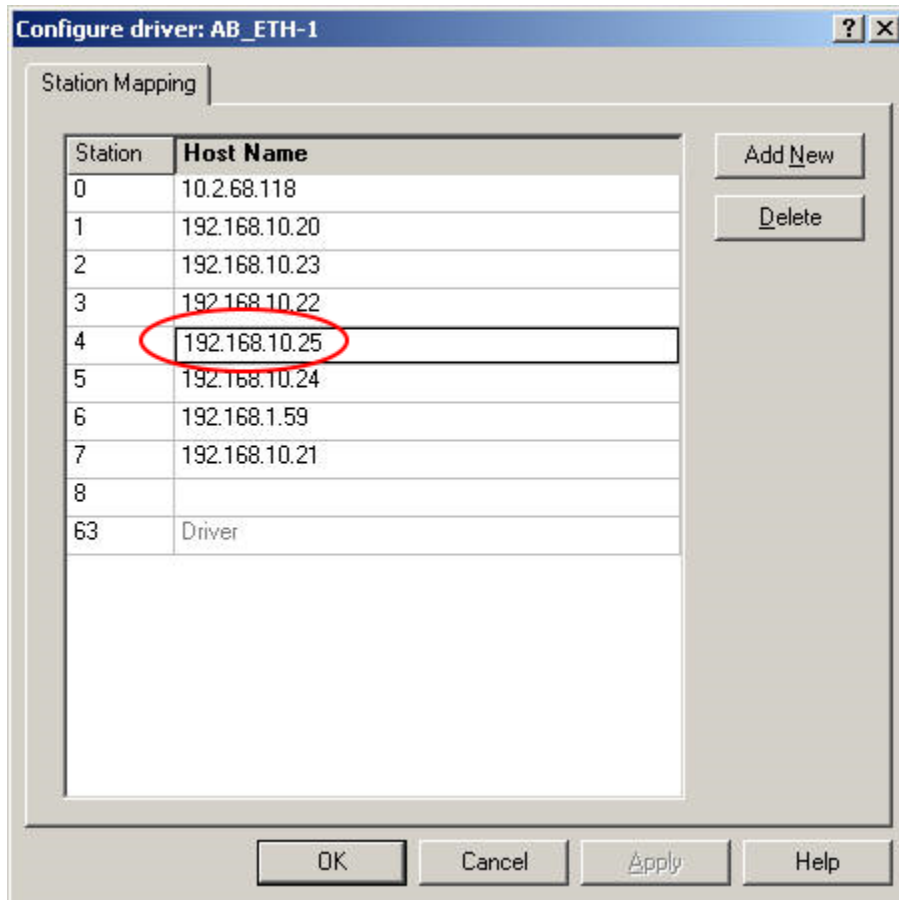 Configure driver: AB_ETH-1
Station Mapping
Station Host Name
0 10.2.68.118
1 192.168.10.20
2 192.168.10.23
3 192.168.10.22
4 192.168.10.25
5 192.168.10.24
6 192.168.1.59
7 192.168.10.21
8
63 Driver
Add New
Delete
OK Cancel Apply Help